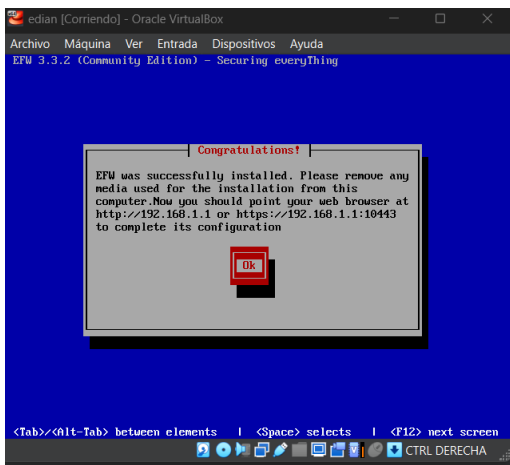 edian [Corriendo] - Oracle VirtualBox
Archivo Máquina Ver Entrada Dispositivos Ayuda
EFW 3.3.2 (Community Edition) - Securing everyThing
Congratulations!
EFW was successfully installed. Please remove any
media used for the installation from this
computer.Now you should point your web browser at
http://192.168.1.1 or https://192.168.1.1:10443
to complete its configuration
Ok
<Tab>/<Alt-Tab> between elements | <Space> selects | <F12> next screen
CTRL DERECHA